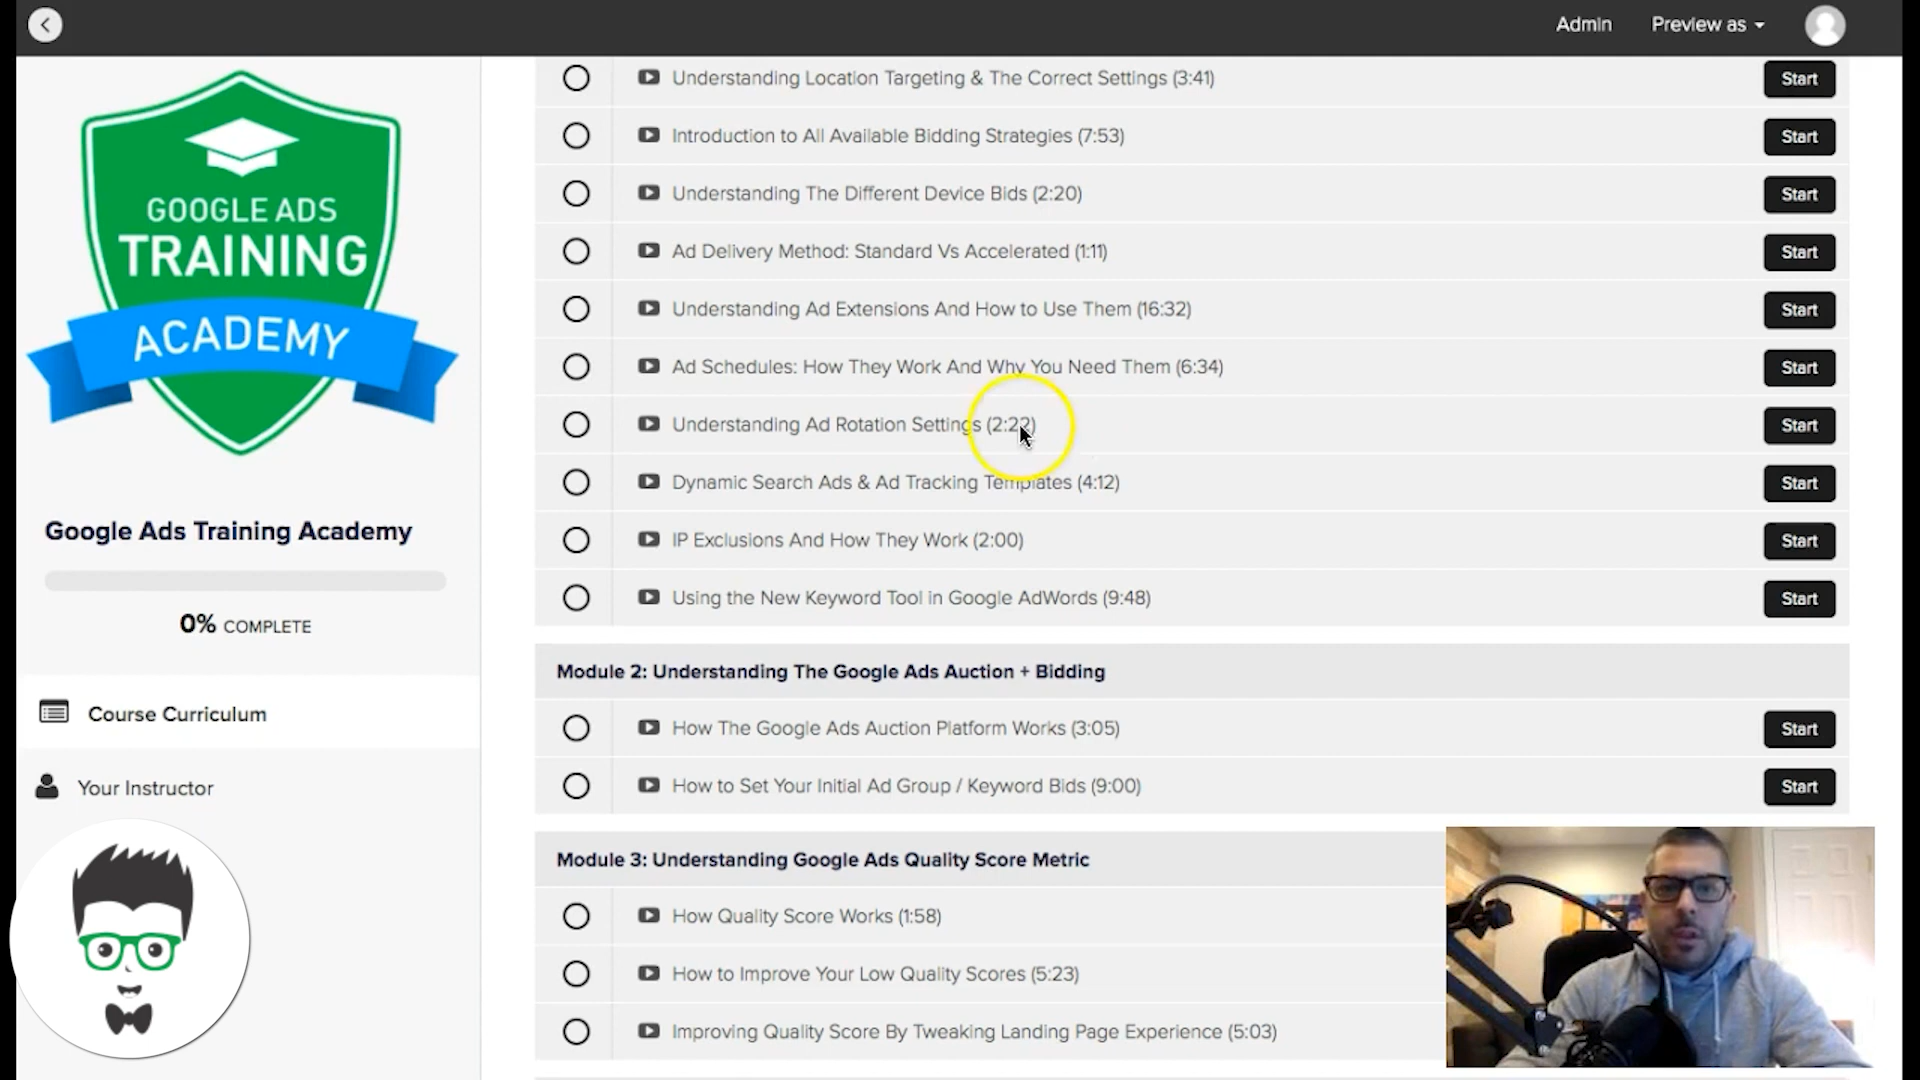 Admin
Preview as
GOOGLE ADS
TRAINING
ACADEMY
Google Ads Training Academy
0% COMPLETE
Course Curriculum
Your Instructor
Understanding Location Targeting & The Correct Settings (3:41)
Start
Introduction to All Available Bidding Strategies (7:53)
Start
Understanding The Different Device Bids (2:20)
Start
Ad Delivery Method: Standard Vs Accelerated (1:11)
Start
Understanding Ad Extensions And How to Use Them (16:32)
Start
Ad Schedules: How They Work And Why You Need Them (6:34)
Start
Understanding Ad Rotation Settings (2:22)
Start
Dynamic Search Ads & Ad Tracking Templates (4:12)
Start
IP Exclusions And How They Work (2:00)
Start
Using the New Keyword Tool in Google AdWords (9:48)
Start
Module 2: Understanding The Google Ads Auction + Bidding
How The Google Ads Auction Platform Works (3:05)
Start
How to Set Your Initial Ad Group / Keyword Bids (9:00)
Start
Module 3: Understanding Google Ads Quality Score Metric
How Quality Score Works (1:58)
How to Improve Your Low Quality Scores (5:23)
Improving Quality Score By Tweaking Landing Page Experience (5:03)